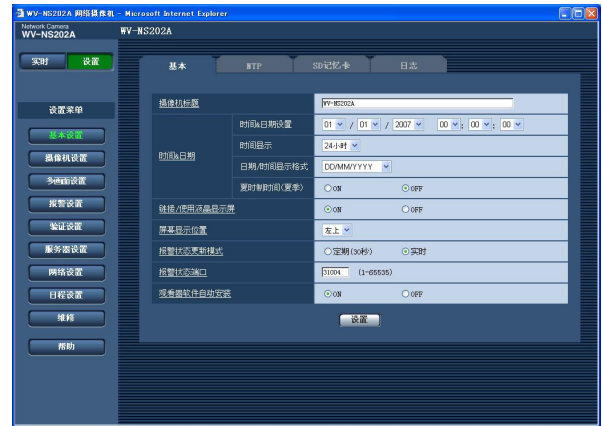 WV-NS202A 网络摄像机 - Microsoft Internet Explorer
Network Camera
WV-NS202A
WV-NS202A
实时 设置
基本 NTP SD记忆卡 日志
设置菜单
基本设置
摄像机设置
多画面设置
报警设置
验证设置
服务器设置
网络设置
日程设置
维修
帮助
摄像机标题 WV-NS202A
时间&日期
时间&日期设置 01 / 01 / 2007 00 : 00 : 00
时间显示 24小时
日期/时间显示格式 DD/MM/YYYY
夏时制时间(夏季) ON OFF
链接/使用液晶显示屏 ON OFF
屏幕显示位置 左上
报警状态更新模式 定期(30秒) 实时
报警状态端口 31004 (1-65535)
观看器软件自动安装 ON OFF
设置